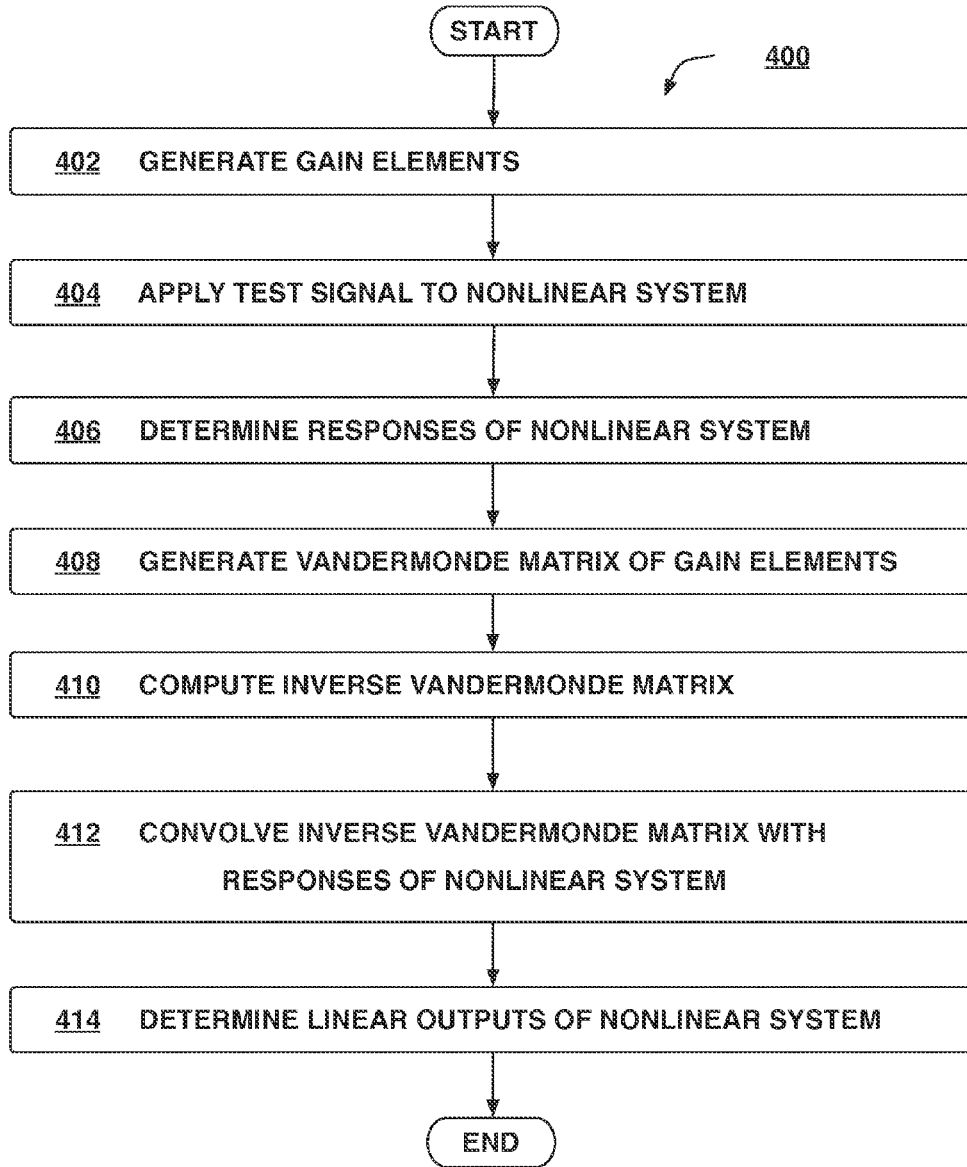 START
400
402 GENERATE GAIN ELEMENTS
404 APPLY TEST SIGNAL TO NONLINEAR SYSTEM
406 DETERMINE RESPONSES OF NONLINEAR SYSTEM
408 GENERATE VANDERMONDE MATRIX OF GAIN ELEMENTS
410 COMPUTE INVERSE VANDERMONDE MATRIX
412 CONVOLVE INVERSE VANDERMONDE MATRIX WITH
RESPONSES OF NONLINEAR SYSTEM
414 DETERMINE LINEAR OUTPUTS OF NONLINEAR SYSTEM
END